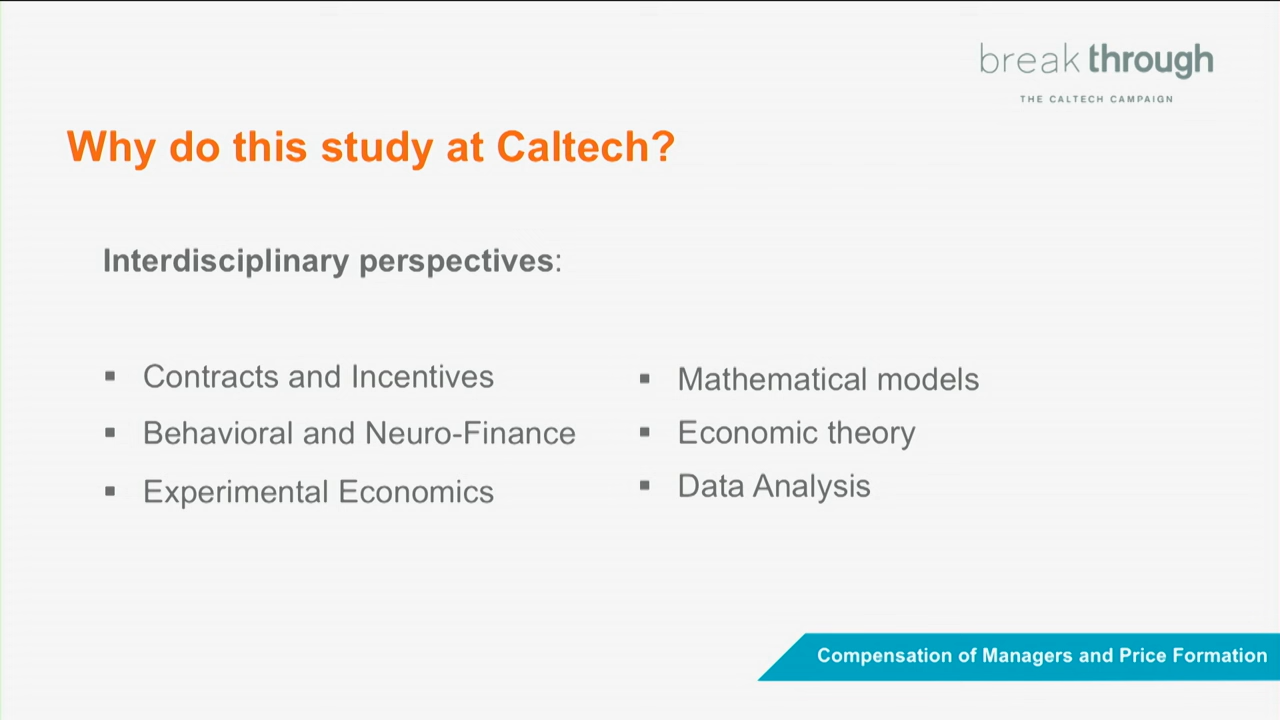 break through
THE CALTECH CAMPAIGN
Why do this study at Caltech?
Interdisciplinary perspectives:
▪ Contracts and Incentives
▪ Behavioral and Neuro-Finance
▪ Experimental Economics
▪ Mathematical models
▪ Economic theory
▪ Data Analysis
Compensation of Managers and Price Formation